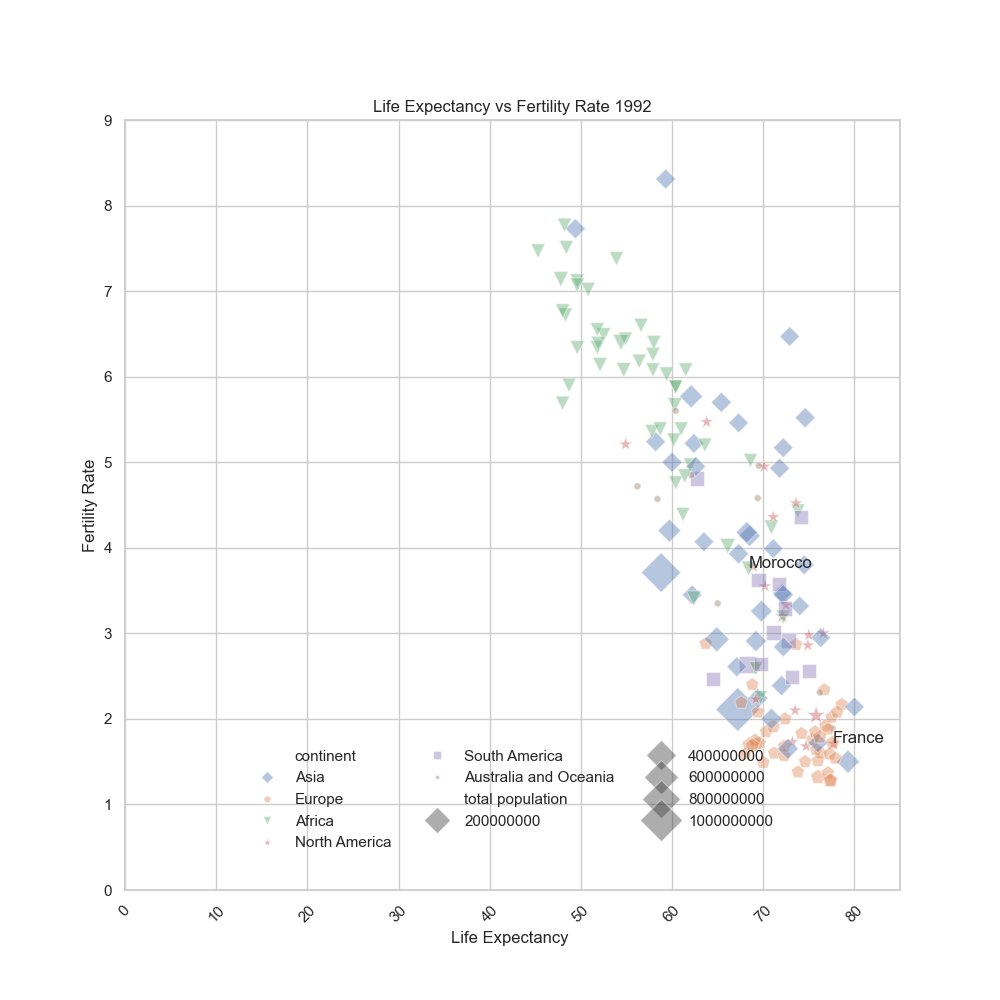 Life Expectancy vs Fertility Rate 1992
9
8
7
6
5
4
3
2
1
0
Fertility Rate
Morocco
France
continent
Asia
Europe
Africa
North America
South America
Australia and Oceania
total population
200000000
400000000
600000000
800000000
1000000000
0
10
20
30
40
50
60
70
80
Life Expectancy